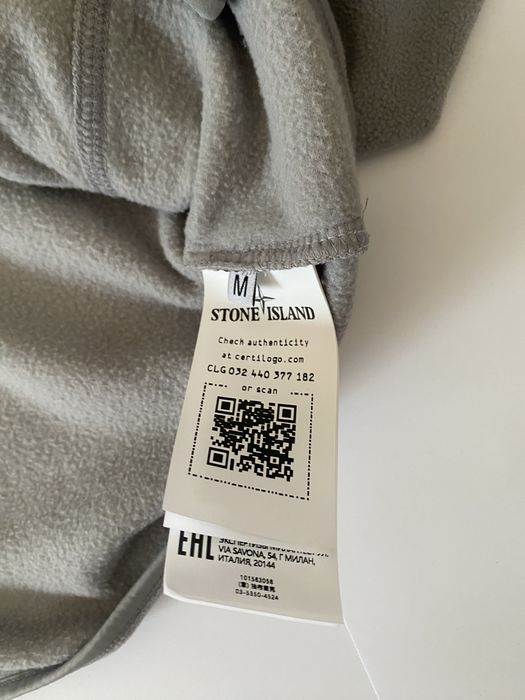 M
STONE ISLAND
Check authenticity
at certilogo.com
CLG 032 440 377 182
or scan
EAC
VIA SAVONA, 54, Г МИЛАН,
ИТАЛИЯ, 20144
101583058
03-5350-4524